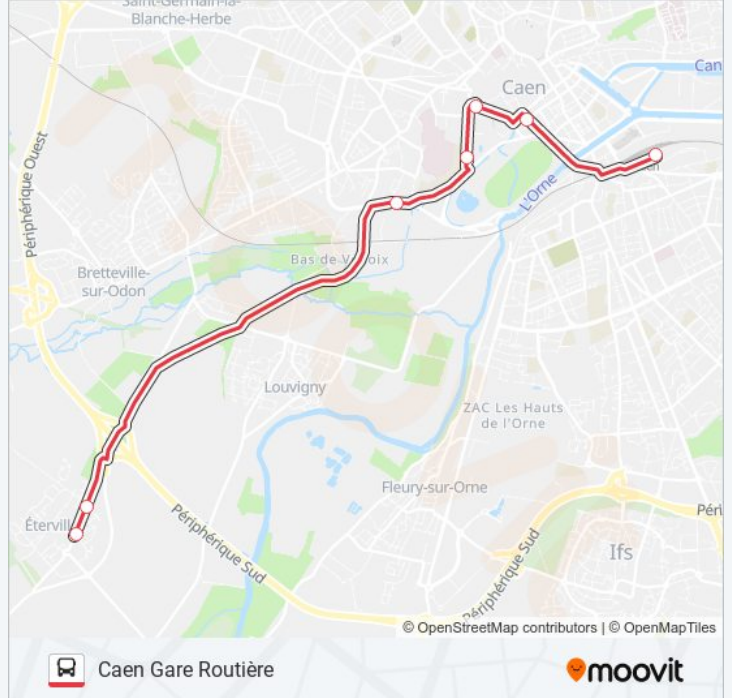 Saint-Germain-la-
Blanche-Herbe
Caen
Can
Périphérique Ouest
L'Orne
Bretteville-
sur-Odon
Bas de V oix
Louvigny
ZAC Les Hauts
de l'Orne
Fleury-sur-Orne
Étervill
Périphérique Sud
Périphérique Sud
Péri
Ifs
© OpenStreetMap contributors | © OpenMapTiles
Caen Gare Routière
moovit